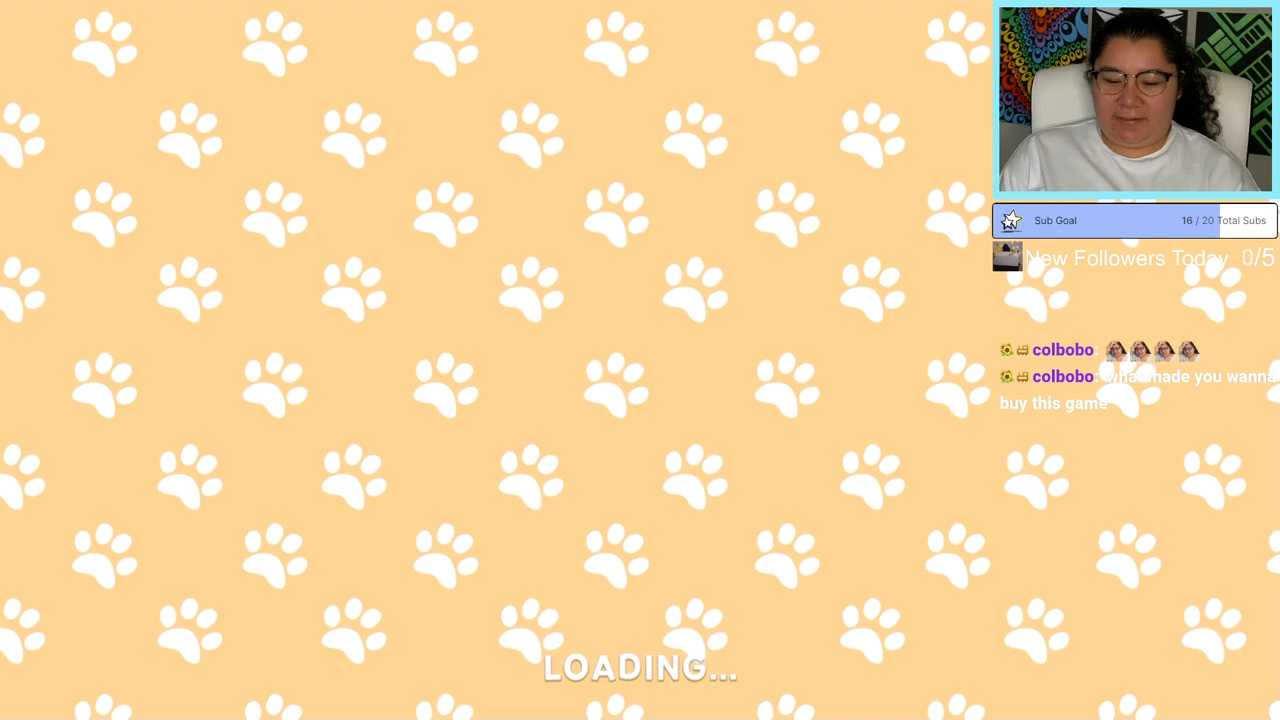 Sub Goal 16 / 20 Total Subs
New Followers Today 0/5
colbobo:
colbobo: what made you wanna
buy this game
LOADING...